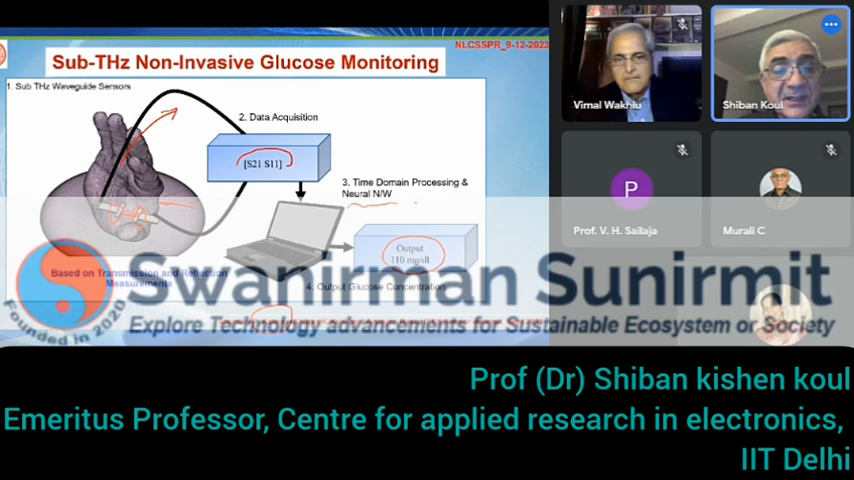 NLCSSPR_9-12-2023
Sub-THz Non-Invasive Glucose Monitoring
1. Sub THz Waveguide Sensors
2. Data Acquisition
[S21 S11]
3. Time Domain Processing &
Neural N/W
Output
110 mg/dl
Based on Transmission and Reflection
Measurements
4. Output Glucose Concentration
Vimal Wakhlu
Shiban Koul
P
Prof. V. H. Sailaja
Murali C
Swanirman Sunirmit
Founded in 2020
Explore Technology advancements for Sustainable Ecosystem or Society
Prof (Dr) Shiban kishen koul
Emeritus Professor, Centre for applied research in electronics,
IIT Delhi